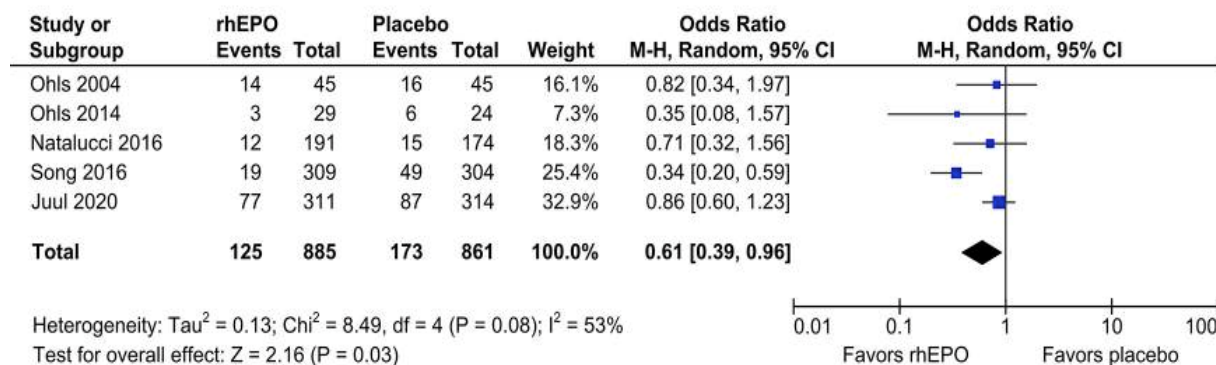 Study or rhEPO Placebo Odds Ratio Odds Ratio
Subgroup Events Total Events Total Weight M-H, Random, 95% CI M-H, Random, 95% CI
Ohls 2004 14 45 16 45 16.1% 0.82 [0.34, 1.97]
Ohls 2014 3 29 6 24 7.3% 0.35 [0.08, 1.57]
Natalucci 2016 12 191 15 174 18.3% 0.71 [0.32, 1.56]
Song 2016 19 309 49 304 25.4% 0.34 [0.20, 0.59]
Juul 2020 77 311 87 314 32.9% 0.86 [0.60, 1.23]
Total 125 885 173 861 100.0% 0.61 [0.39, 0.96]
Heterogeneity: Tau² = 0.13; Chi² = 8.49, df = 4 (P = 0.08); I² = 53%
Test for overall effect: Z = 2.16 (P = 0.03)
0.01 0.1 1 10 100
Favors rhEPO Favors placebo